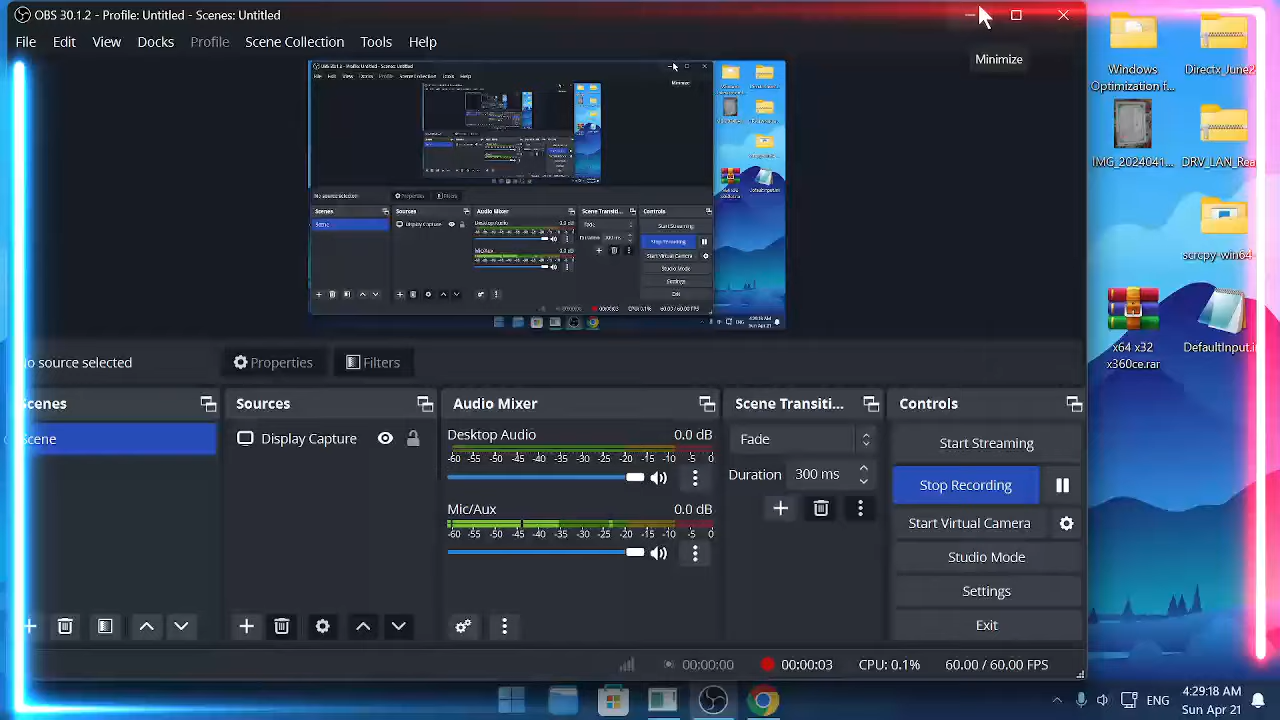 OBS 30.1.2 - Profile: Untitled - Scenes: Untitled
File Edit View Docks Profile Scene Collection Tools Help
Minimize
Windows
Optimization f...
Directx_June2
IMG_2024041...
DRV_LAN_Rea
scrcpy-win64-
x64 x32
x360ce.rar
DefaultInput.i
o source selected
Properties
Filters
cenes
Sources
Audio Mixer
Scene Transiti...
Controls
Scene
Display Capture
Desktop Audio 0.0 dB
-60 -55 -50 -45 -40 -35 -30 -25 -20 -15 -10 -5 0
Mic/Aux 0.0 dB
-60 -55 -50 -45 -40 -35 -30 -25 -20 -15 -10 -5 0
Fade
Duration 300 ms
Start Streaming
Stop Recording
Start Virtual Camera
Studio Mode
Settings
Exit
00:00:00 00:00:03 CPU: 0.1% 60.00 / 60.00 FPS
ENG
4:29:18 AM
Sun Apr 21